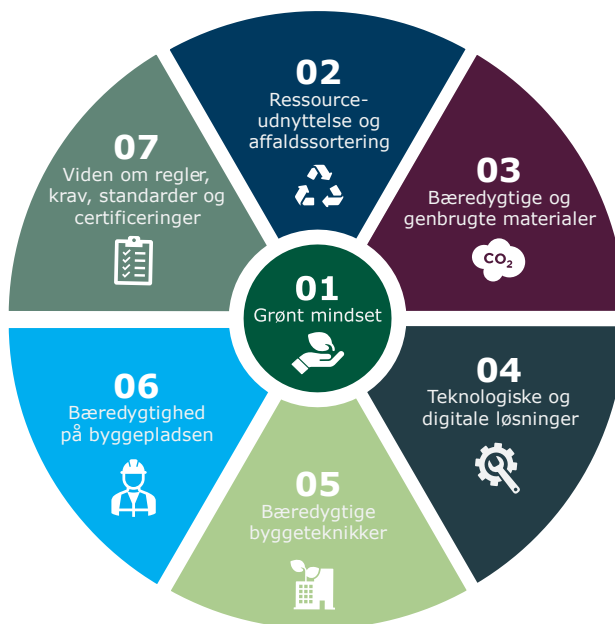 01
Grønt mindset
02
Ressource-
udnyttelse og
affaldssortering
03
Bæredygtige og
genbrugte materialer
CO₂
04
Teknologiske og
digitale løsninger
05
Bæredygtige
byggeteknikker
06
Bæredygtighed
på byggepladsen
07
Viden om regler,
krav, standarder og
certificeringer